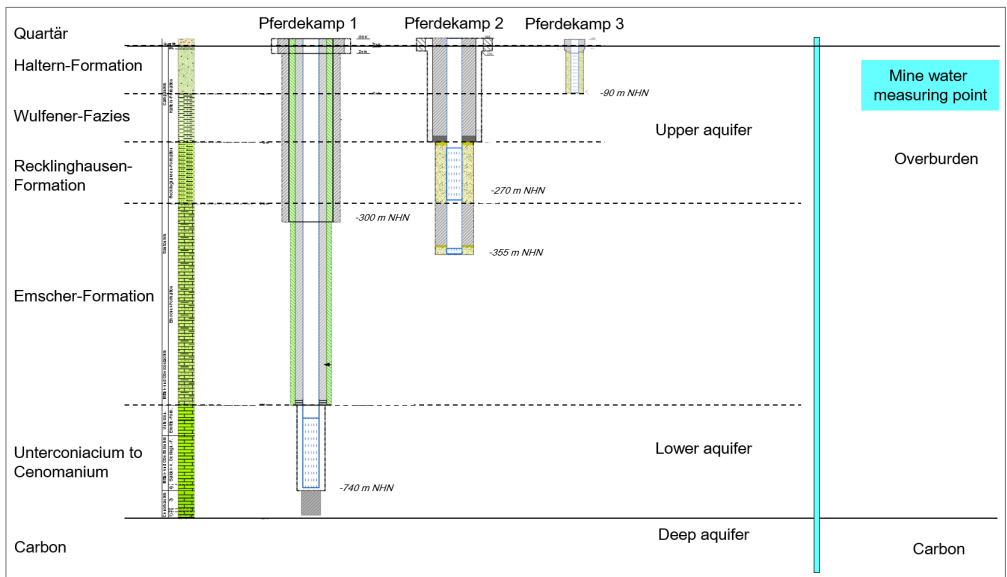 Pferdekamp 1
Pferdekamp 2
Pferdekamp 3
Quartär
Haltern-Formation
-90 m NHN
Mine water
measuring point
Wulfener-Fazies
Upper aquifer
Overburden
Recklinghausen-
Formation
-270 m NHN
-300 m NHN
-355 m NHN
Emscher-Formation
Unterconiacium to
Cenomanium
Lower aquifer
-740 m NHN
Deep aquifer
Carbon
Carbon